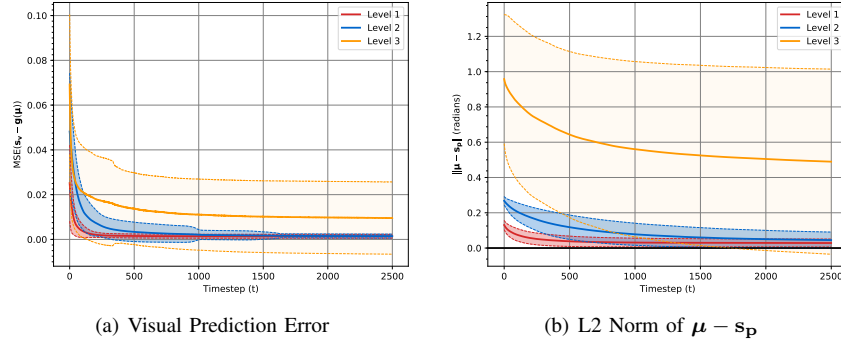 0.10
0.08
0.06
0.04
0.02
0.00
MSE(s_v − g(μ))
0 500 1000 1500 2000 2500
Timestep (t)
Level 1
Level 2
Level 3
(a) Visual Prediction Error
1.2
1.0
0.8
0.6
0.4
0.2
0.0
||μ − s_p|| (radians)
0 500 1000 1500 2000 2500
Timestep (t)
Level 1
Level 2
Level 3
(b) L2 Norm of μ − s_p